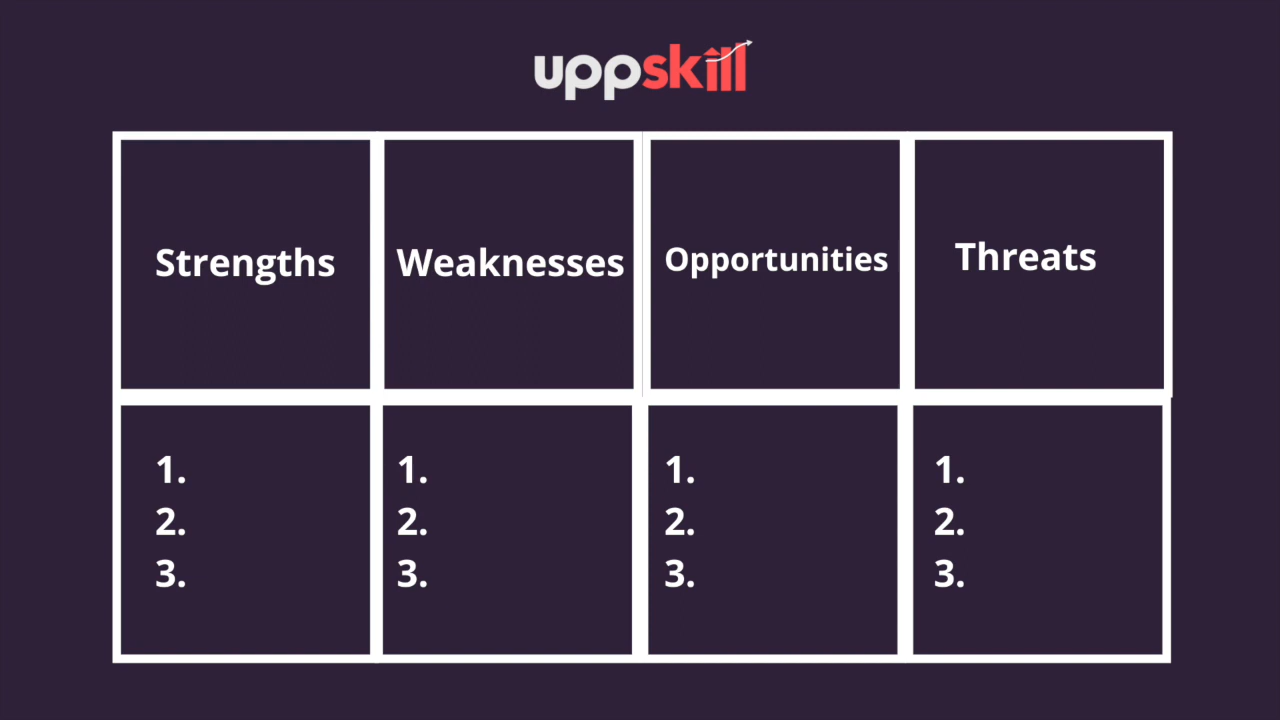 uppskill
Strengths
Weaknesses
Opportunities
Threats
1.
2.
3.
1.
2.
3.
1.
2.
3.
1.
2.
3.